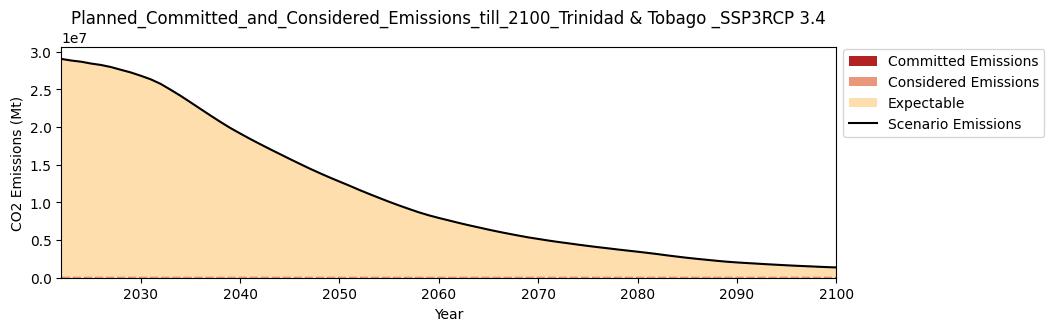 Planned_Committed_and_Considered_Emissions_till_2100_Trinidad & Tobago _SSP3RCP 3.4
1e7
3.0
2.5
2.0
1.5
1.0
0.5
0.0
CO2 Emissions (Mt)
2030 2040 2050 2060 2070 2080 2090 2100
Year
Committed Emissions
Considered Emissions
Expectable
Scenario Emissions